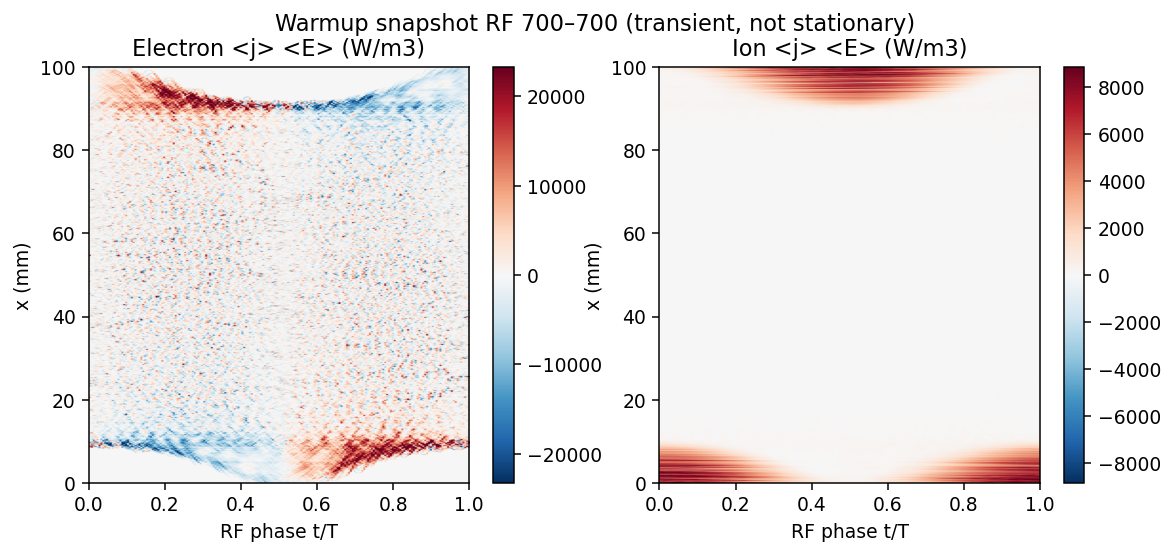 Warmup snapshot RF 700–700 (transient, not stationary)
Electron <j> <E> (W/m3)
Ion <j> <E> (W/m3)
100
80
60
40
20
0
x (mm)
0.0 0.2 0.4 0.6 0.8 1.0
RF phase t/T
20000
10000
0
−10000
−20000
100
80
60
40
20
0
x (mm)
0.0 0.2 0.4 0.6 0.8 1.0
RF phase t/T
8000
6000
4000
2000
0
−2000
−4000
−6000
−8000